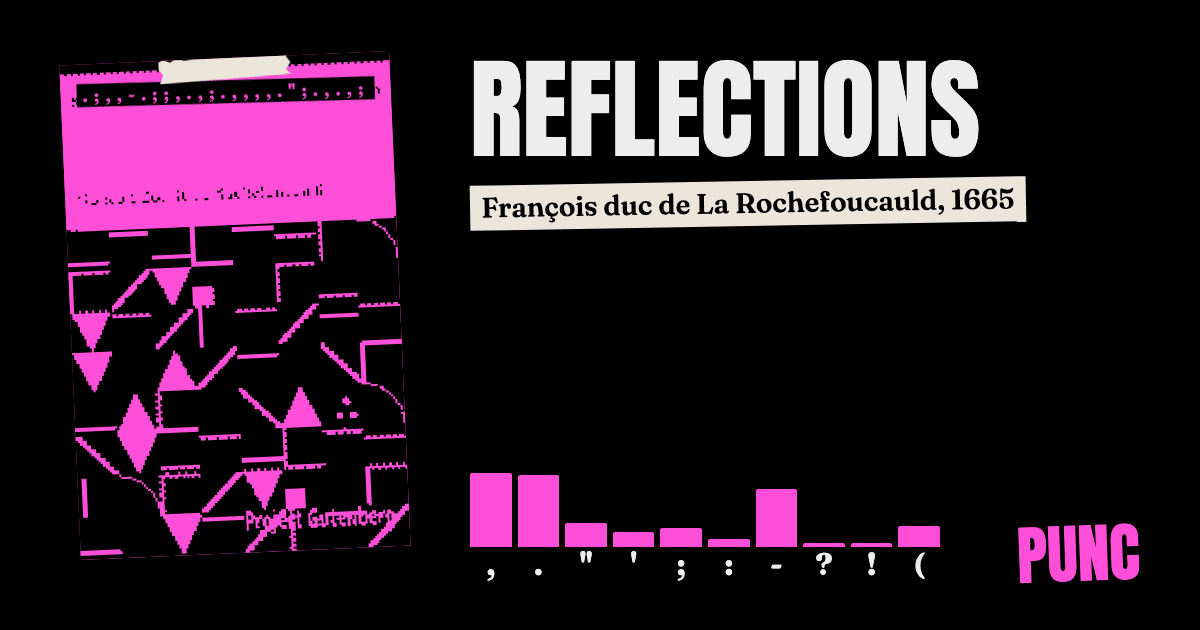 .;,,-.;;,.,;.,,,,."; .,.,;
Project Gutenberg
REFLECTIONS
François duc de La Rochefoucauld, 1665
, . " ' ; : - ? ! (
PUNC